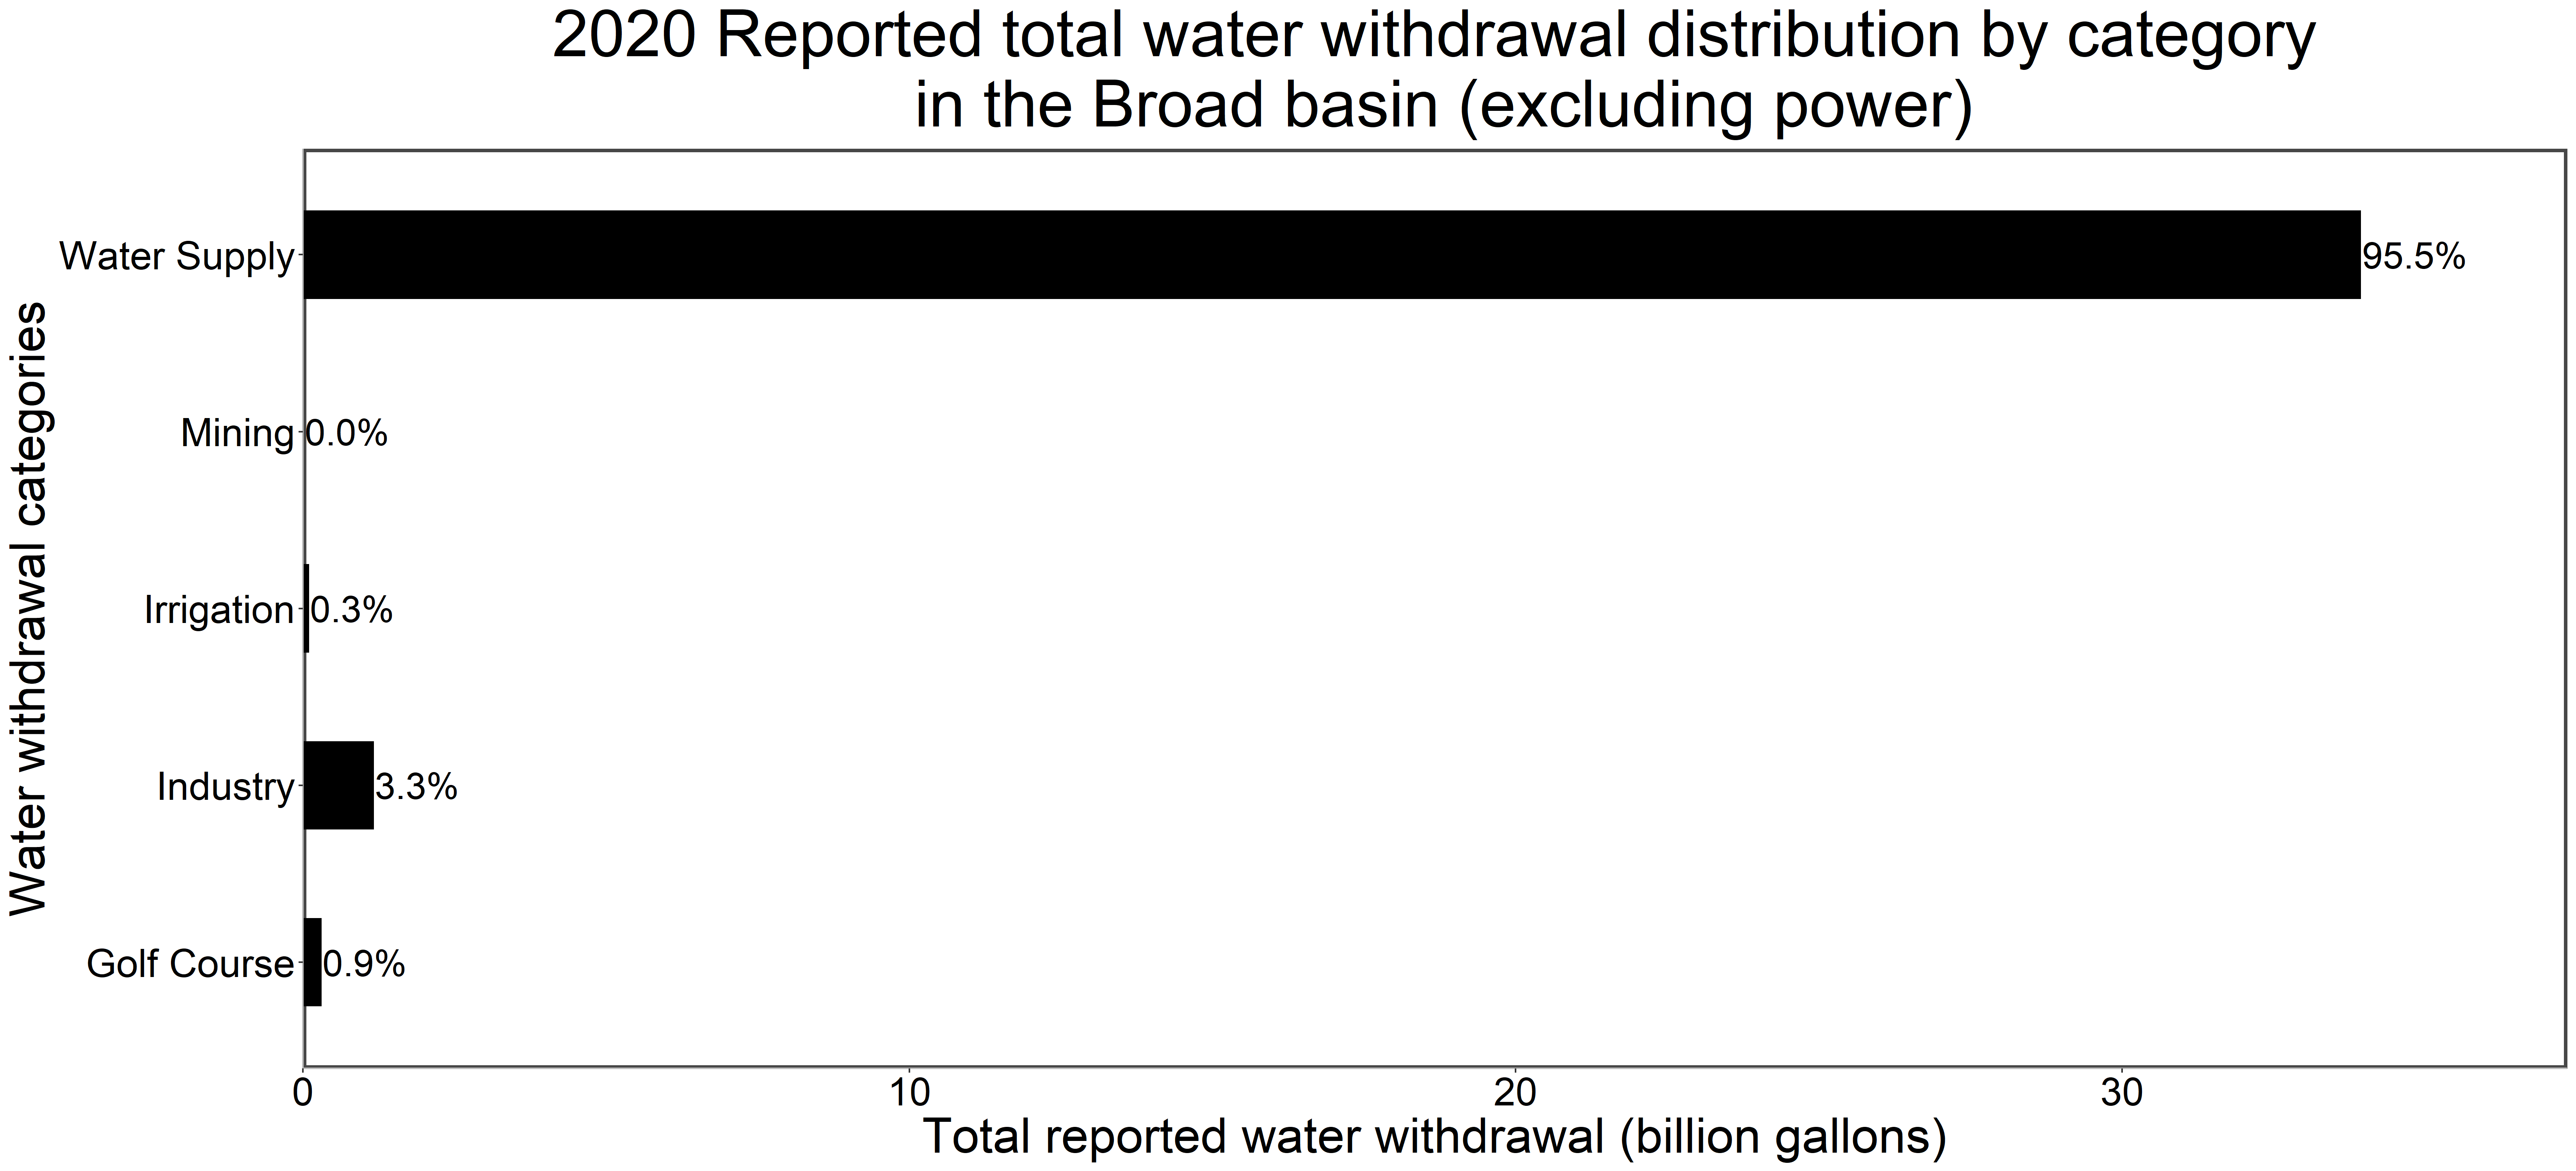 2020 Reported total water withdrawal distribution by category
in the Broad basin (excluding power)
Water withdrawal categories
Water Supply 95.5%
Mining 0.0%
Irrigation 0.3%
Industry 3.3%
Golf Course 0.9%
0 10 20 30
Total reported water withdrawal (billion gallons)